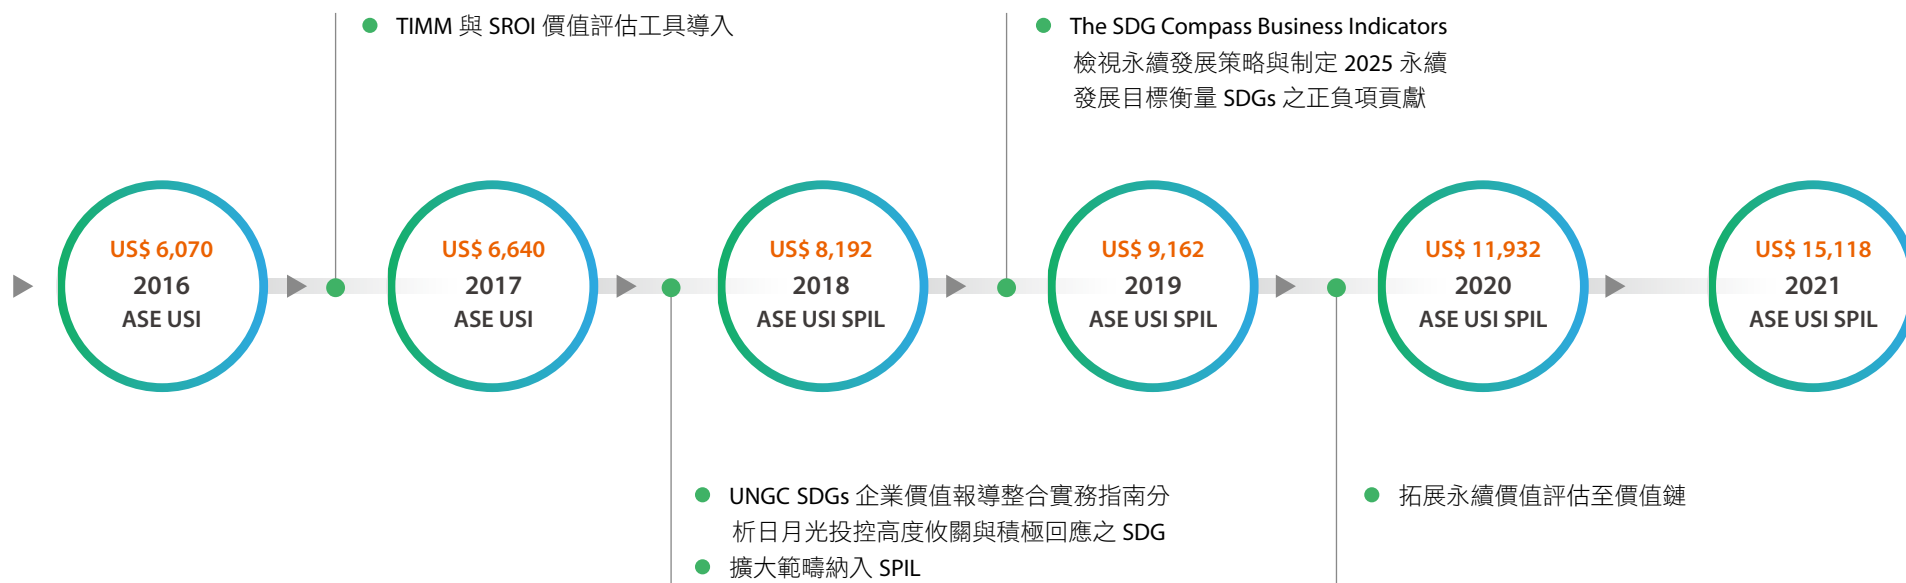 TIMM 與 SROI 價值評估工具導入
The SDG Compass Business Indicators
檢視永續發展策略與制定 2025 永續
發展目標衡量 SDGs 之正負項貢獻
US$ 6,070
2016
ASE USI
US$ 6,640
2017
ASE USI
US$ 8,192
2018
ASE USI SPIL
US$ 9,162
2019
ASE USI SPIL
US$ 11,932
2020
ASE USI SPIL
US$ 15,118
2021
ASE USI SPIL
UNGC SDGs 企業價值報導整合實務指南分
析日月光投控高度攸關與積極回應之 SDG
擴大範疇納入 SPIL
拓展永續價值評估至價值鏈